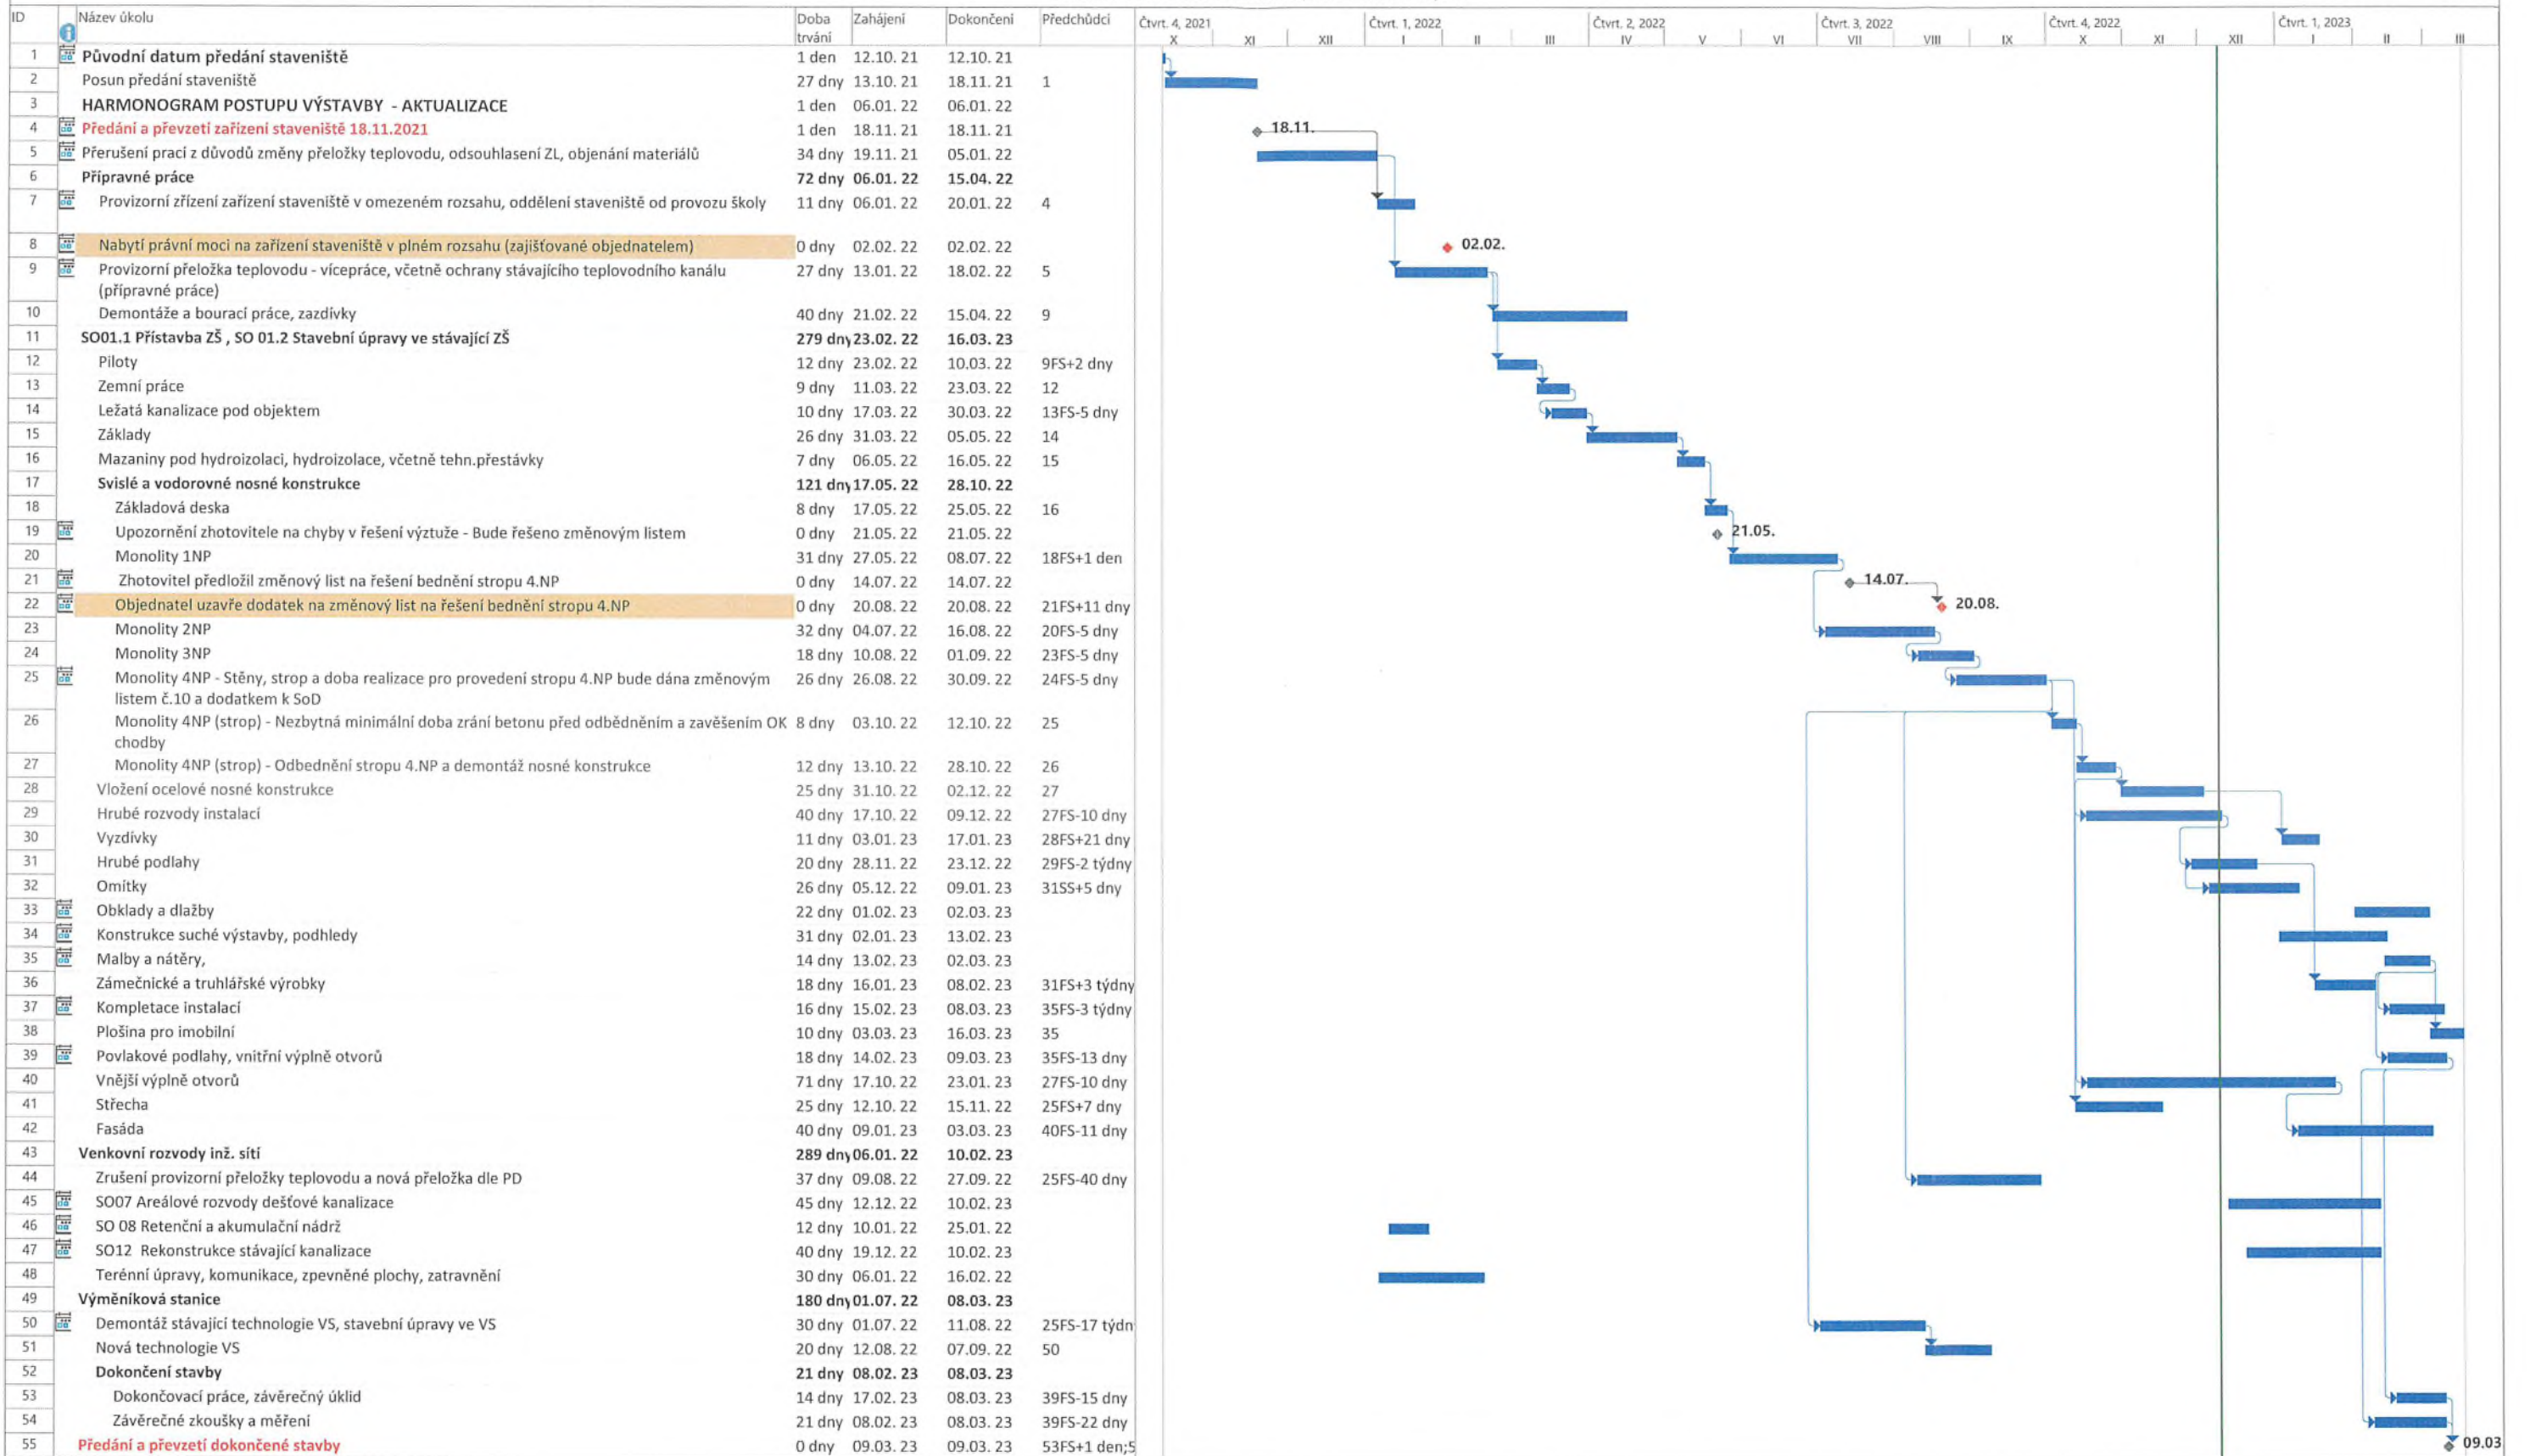 ID Název úkolu Doba trvání Zahájení Dokončení Předchůdci
Čtvrt. 4, 2021 Čtvrt. 1, 2022 Čtvrt. 2, 2022 Čtvrt. 3, 2022 Čtvrt. 4, 2022 Čtvrt. 1, 2023
X XI XII I II III IV V VI VII VIII IX X XI XII I II III
1 Původní datum předání staveniště 1 den 12.10. 21 12.10. 21
2 Posun předání staveniště 27 dny 13.10. 21 18.11. 21 1
3 HARMONOGRAM POSTUPU VÝSTAVBY - AKTUALIZACE 1 den 06.01. 22 06.01. 22
4 Předání a převzetí zařízení staveniště 18.11.2021 1 den 18.11. 21 18.11. 21 18.11.
5 Přerušení prací z důvodů změny přeložky teplovodu, odsouhlasení ZL, objenání materiálů 34 dny 19.11. 21 05.01. 22
6 Přípravné práce 72 dny 06.01. 22 15.04. 22
7 Provizorní zřízení zařízení staveniště v omezeném rozsahu, oddělení staveniště od provozu školy 11 dny 06.01. 22 20.01. 22 4
8 Nabytí právní moci na zařízení staveniště v plném rozsahu (zajišťované objednatelem) 0 dny 02.02. 22 02.02. 22 02.02.
9 Provizorní přeložka teplovodu - vícepráce, včetně ochrany stávajícího teplovodního kanálu 27 dny 13.01. 22 18.02. 22 5
(přípravné práce)
10 Demontáže a bourací práce, zazdívky 40 dny 21.02. 22 15.04. 22 9
11 SO01.1 Přístavba ZŠ , SO 01.2 Stavební úpravy ve stávající ZŠ 279 dny 23.02. 22 16.03. 23
12 Piloty 12 dny 23.02. 22 10.03. 22 9FS+2 dny
13 Zemní práce 9 dny 11.03. 22 23.03. 22 12
14 Ležatá kanalizace pod objektem 10 dny 17.03. 22 30.03. 22 13FS-5 dny
15 Základy 26 dny 31.03. 22 05.05. 22 14
16 Mazaniny pod hydroizolaci, hydroizolace, včetně tehn.přestávky 7 dny 06.05. 22 16.05. 22 15
17 Svislé a vodorovné nosné konstrukce 121 dny 17.05. 22 28.10. 22
18 Základová deska 8 dny 17.05. 22 25.05. 22 16
19 Upozornění zhotovitele na chyby v řešení výztuže - Bude řešeno změnovým listem 0 dny 21.05. 22 21.05. 22 21.05.
20 Monolity 1NP 31 dny 27.05. 22 08.07. 22 18FS+1 den
21 Zhotovitel předložil změnový list na řešení bednění stropu 4.NP 0 dny 14.07. 22 14.07. 22 14.07.
22 Objednatel uzavře dodatek na změnový list na řešení bednění stropu 4.NP 0 dny 20.08. 22 20.08. 22 21FS+11 dny 20.08.
23 Monolity 2NP 32 dny 04.07. 22 16.08. 22 20FS-5 dny
24 Monolity 3NP 18 dny 10.08. 22 01.09. 22 23FS-5 dny
25 Monolity 4NP - Stěny, strop a doba realizace pro provedení stropu 4.NP bude dána změnovým 26 dny 26.08. 22 30.09. 22 24FS-5 dny
listem č.10 a dodatkem k SoD
26 Monolity 4NP (strop) - Nezbytná minimální doba zrání betonu před odbědněním a zavěšením OK 8 dny 03.10. 22 12.10. 22 25
chodby
27 Monolity 4NP (strop) - Odbednění stropu 4.NP a demontáž nosné konstrukce 12 dny 13.10. 22 28.10. 22 26
28 Vložení ocelové nosné konstrukce 25 dny 31.10. 22 02.12. 22 27
29 Hrubé rozvody instalací 40 dny 17.10. 22 09.12. 22 27FS-10 dny
30 Vyzdívky 11 dny 03.01. 23 17.01. 23 28FS+21 dny
31 Hrubé podlahy 20 dny 28.11. 22 23.12. 22 29FS-2 týdny
32 Omítky 26 dny 05.12. 22 09.01. 23 31SS+5 dny
33 Obklady a dlažby 22 dny 01.02. 23 02.03. 23
34 Konstrukce suché výstavby, podhledy 31 dny 02.01. 23 13.02. 23
35 Malby a nátěry, 14 dny 13.02. 23 02.03. 23
36 Zámečnické a truhlářské výrobky 18 dny 16.01. 23 08.02. 23 31FS+3 týdny
37 Kompletace instalací 16 dny 15.02. 23 08.03. 23 35FS-3 týdny
38 Plošina pro imobilní 10 dny 03.03. 23 16.03. 23 35
39 Povlakové podlahy, vnitřní výplně otvorů 18 dny 14.02. 23 09.03. 23 35FS-13 dny
40 Vnější výplně otvorů 71 dny 17.10. 22 23.01. 23 27FS-10 dny
41 Střecha 25 dny 12.10. 22 15.11. 22 25FS+7 dny
42 Fasáda 40 dny 09.01. 23 03.03. 23 40FS-11 dny
43 Venkovní rozvody inž. sítí 289 dny 06.01. 22 10.02. 23
44 Zrušení provizorní přeložky teplovodu a nová přeložka dle PD 37 dny 09.08. 22 27.09. 22 25FS-40 dny
45 SO07 Areálové rozvody dešťové kanalizace 45 dny 12.12. 22 10.02. 23
46 SO 08 Retenční a akumulační nádrž 12 dny 10.01. 22 25.01. 22
47 SO12 Rekonstrukce stávající kanalizace 40 dny 19.12. 22 10.02. 23
48 Terénní úpravy, komunikace, zpevněné plochy, zatravnění 30 dny 06.01. 22 16.02. 22
49 Výměníková stanice 180 dny 01.07. 22 08.03. 23
50 Demontáž stávající technologie VS, stavební úpravy ve VS 30 dny 01.07. 22 11.08. 22 25FS-17 týdn
51 Nová technologie VS 20 dny 12.08. 22 07.09. 22 50
52 Dokončení stavby 21 dny 08.02. 23 08.03. 23
53 Dokončovací práce, závěrečný úklid 14 dny 17.02. 23 08.03. 23 39FS-15 dny
54 Závěrečné zkoušky a měření 21 dny 08.02. 23 08.03. 23 39FS-22 dny
55 Předání a převzetí dokončené stavby 0 dny 09.03. 23 09.03. 23 53FS+1 den;5 09.03